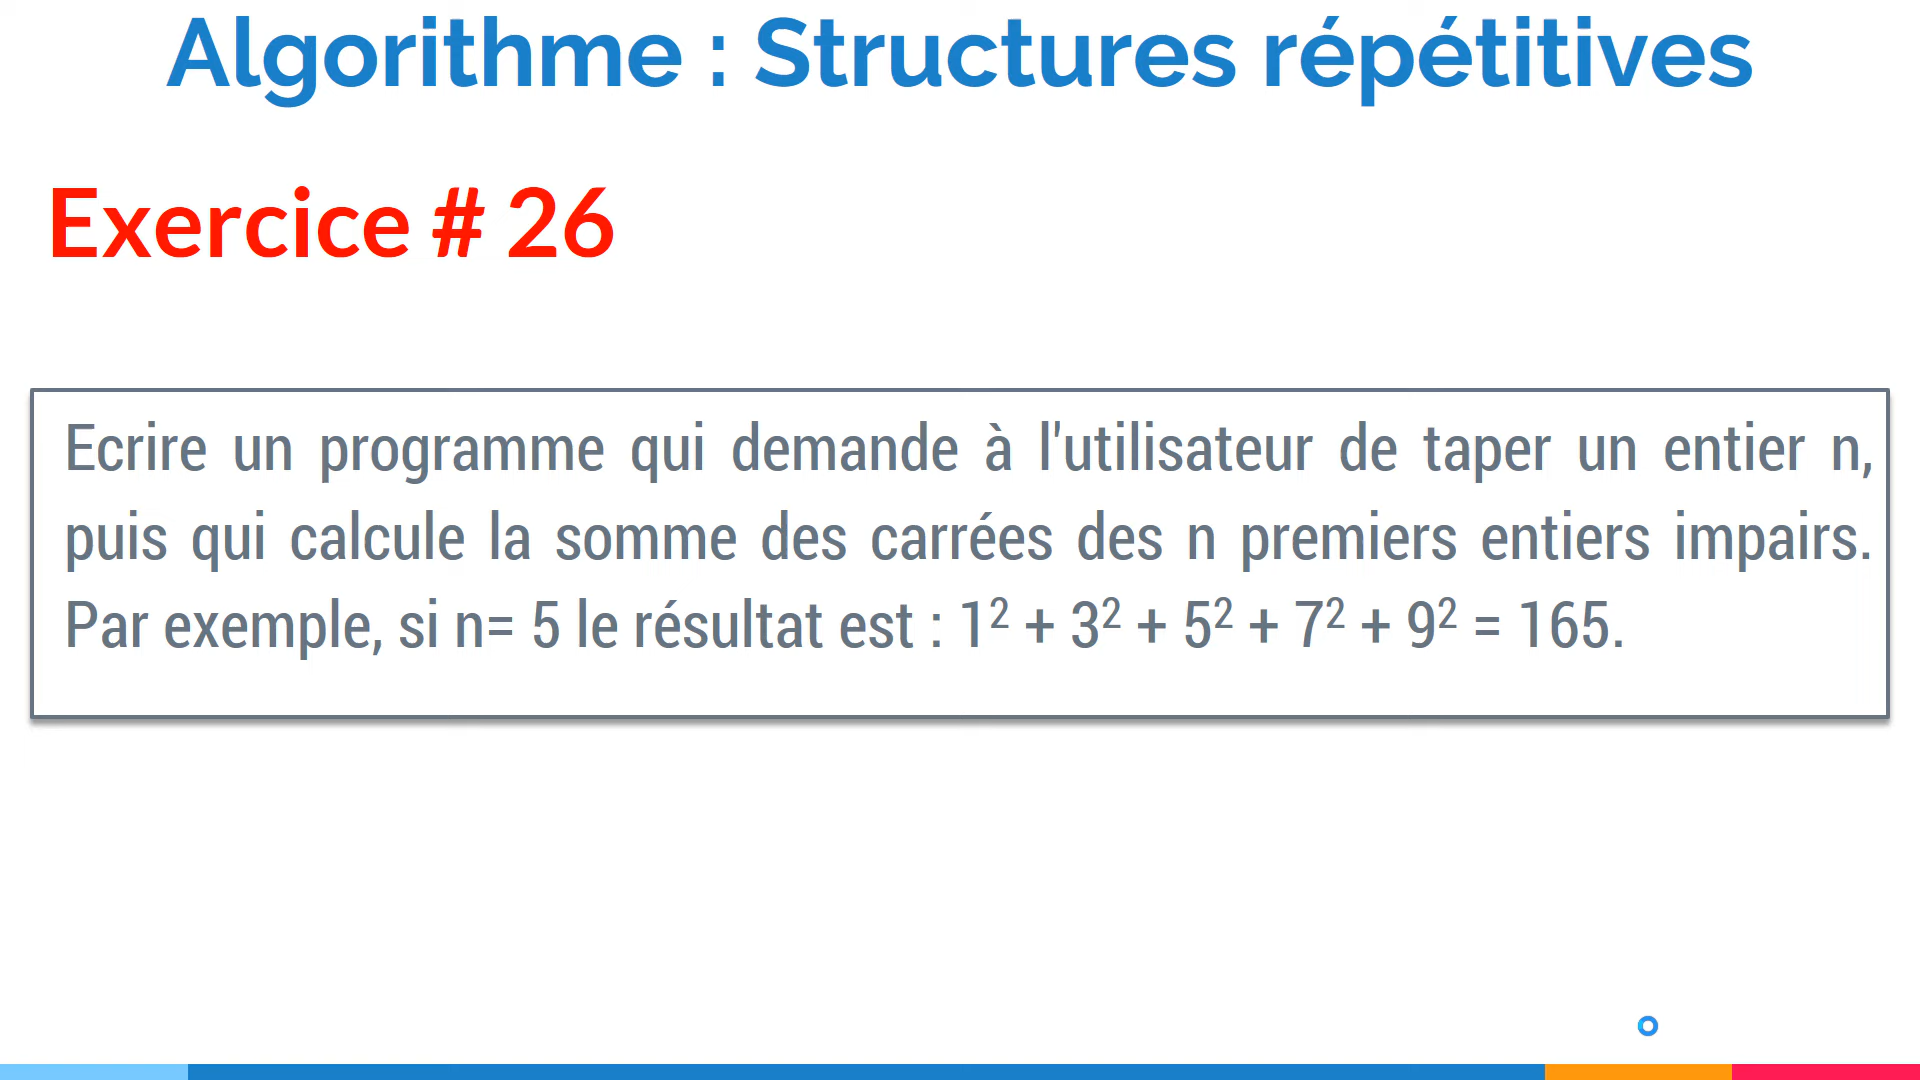 Algorithme : Structures répétitives
Exercice # 26
Ecrire un programme qui demande à l'utilisateur de taper un entier n,
puis qui calcule la somme des carrées des n premiers entiers impairs.
Par exemple, si n= 5 le résultat est : 1² + 3² + 5² + 7² + 9² = 165.